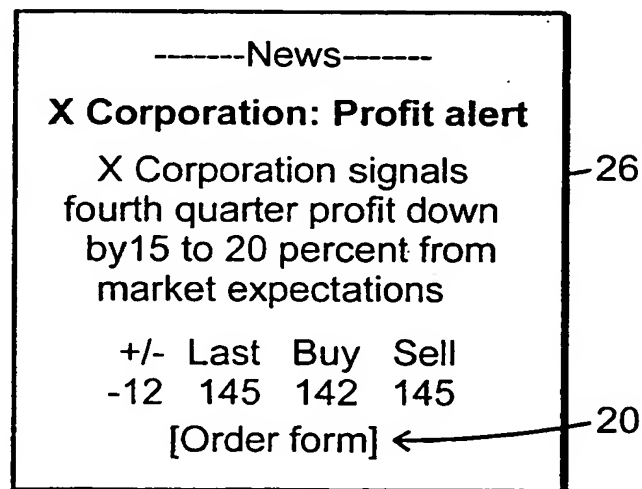 -------News-------
X Corporation: Profit alert
X Corporation signals
fourth quarter profit down
by15 to 20 percent from
market expectations
26
+/- Last Buy Sell
-12 145 142 145
[Order form]
20